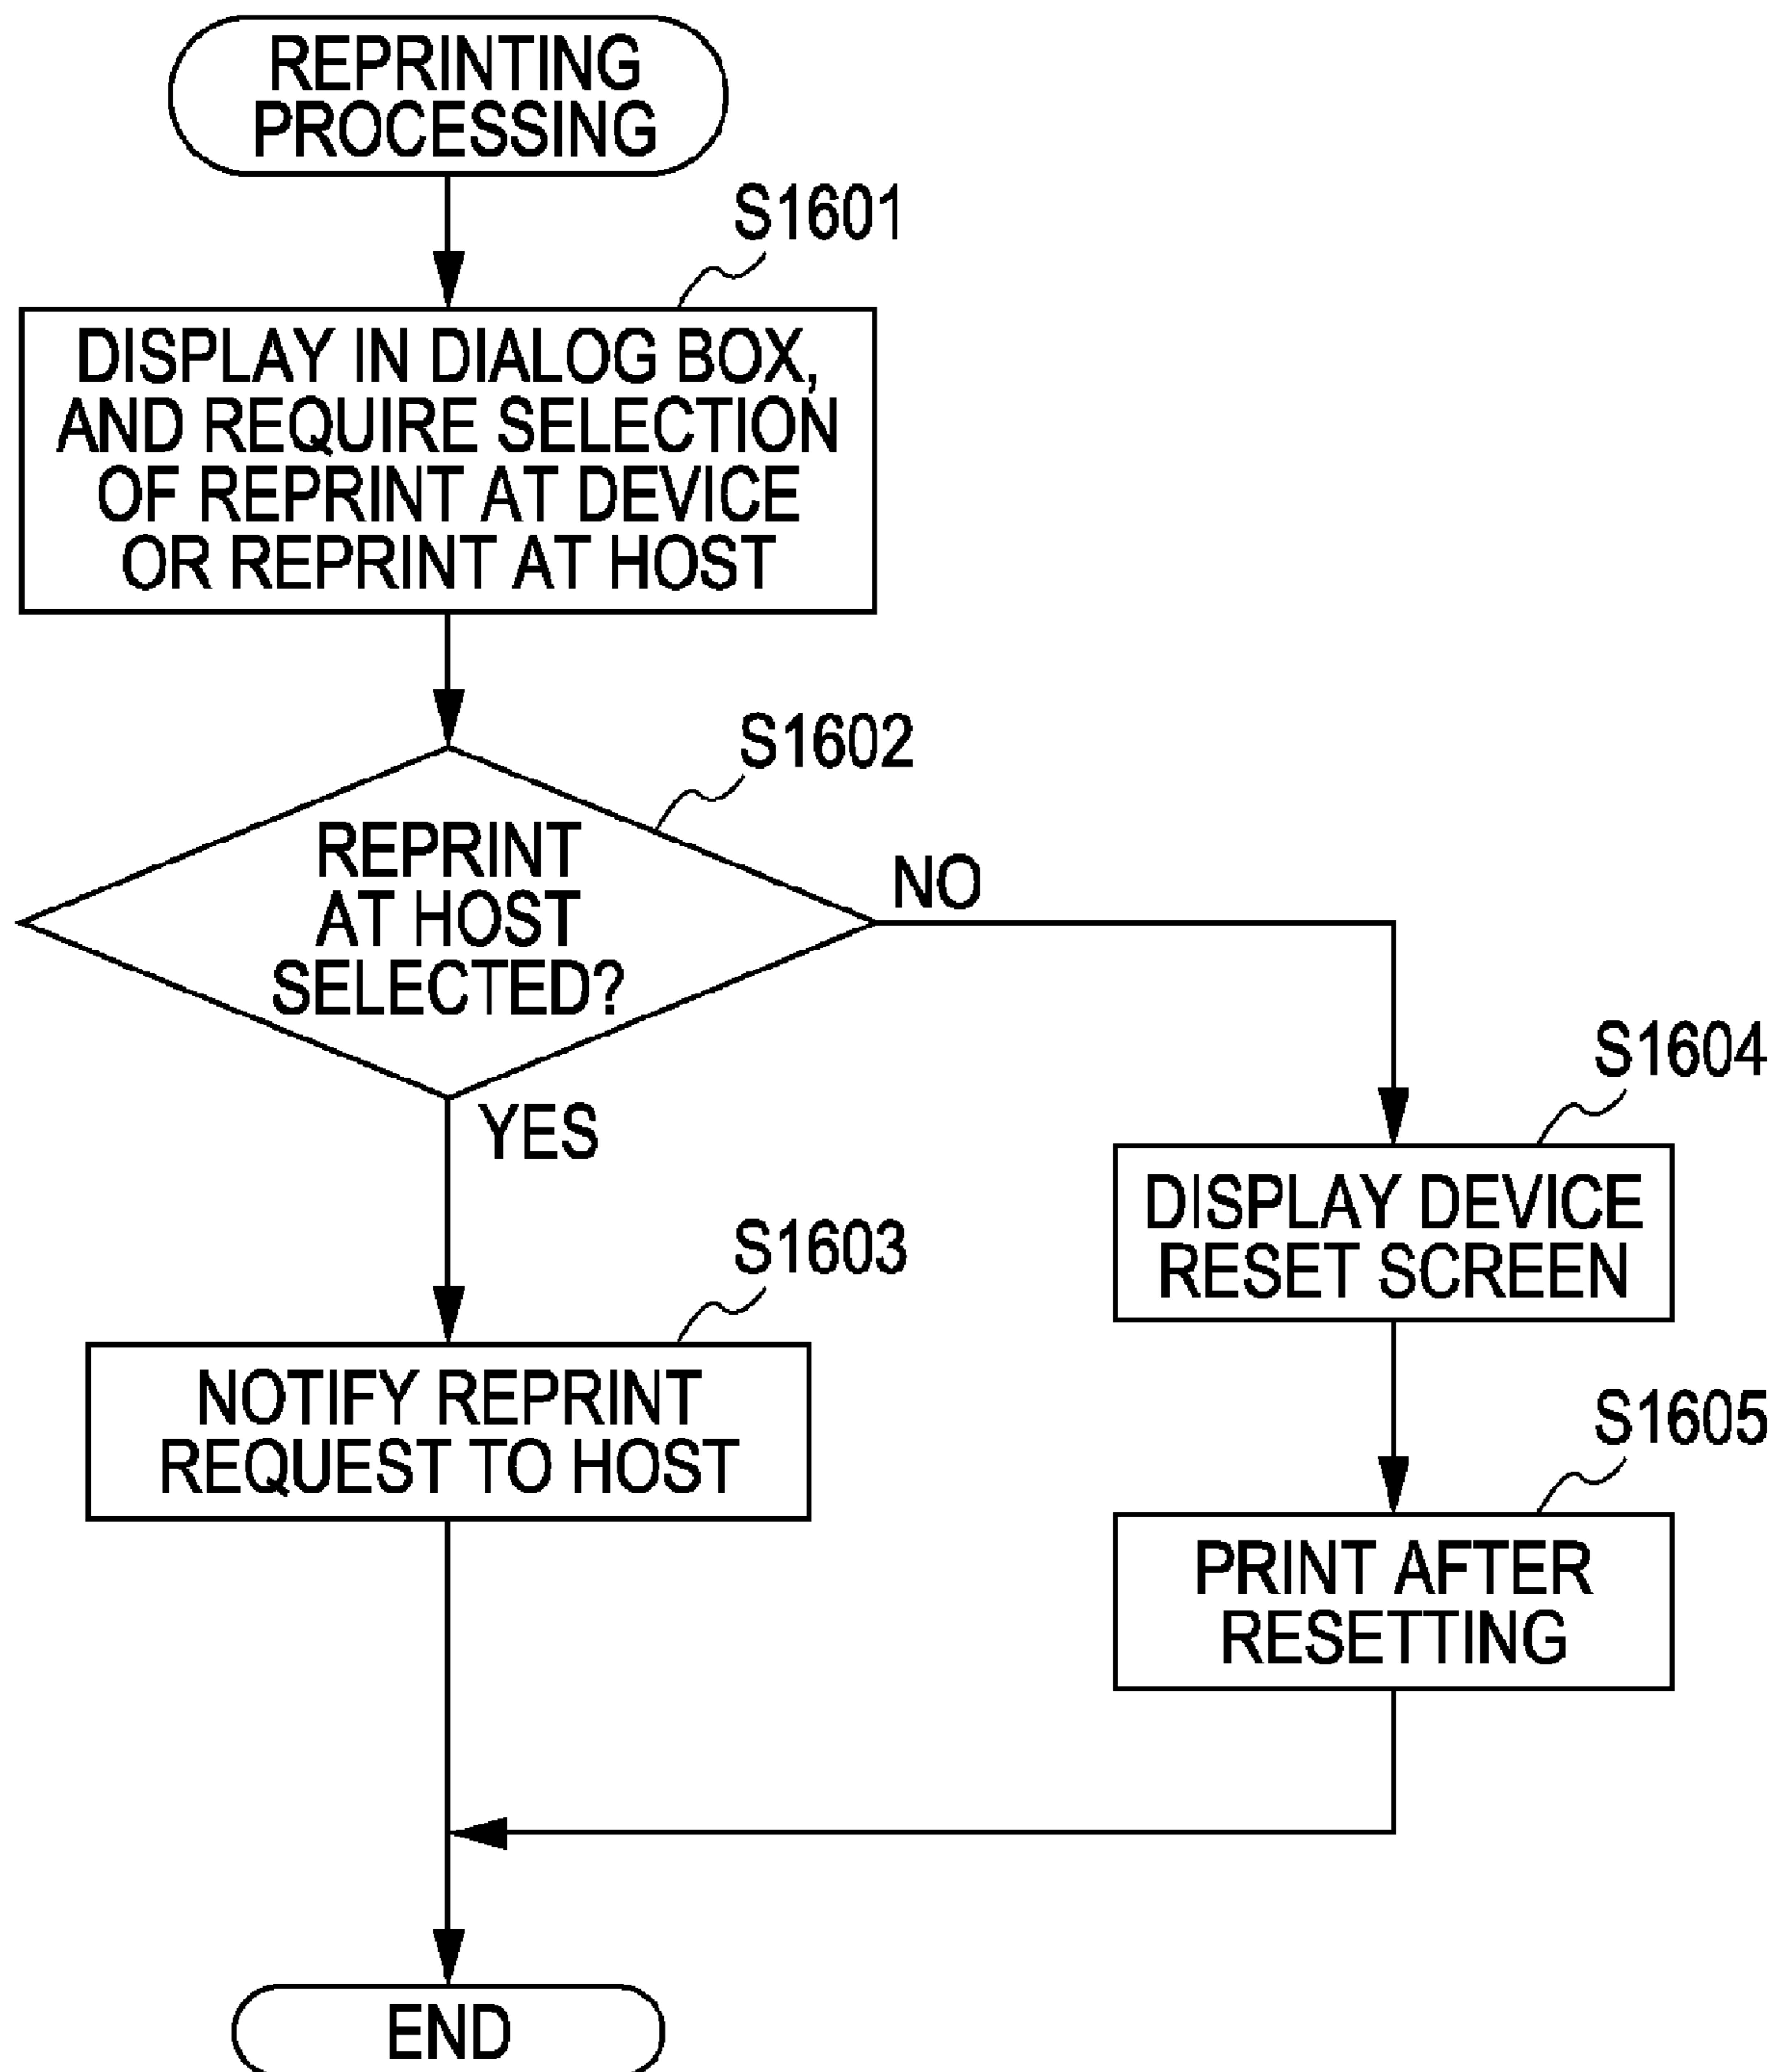 REPRINTING
PROCESSING
S1601
DISPLAY IN DIALOG BOX,
AND REQUIRE SELECTION
OF REPRINT AT DEVICE
OR REPRINT AT HOST
S1602
REPRINT
AT HOST
SELECTED?
NO
YES
S1604
DISPLAY DEVICE
RESET SCREEN
S1603
NOTIFY REPRINT
REQUEST TO HOST
S1605
PRINT AFTER
RESETTING
END